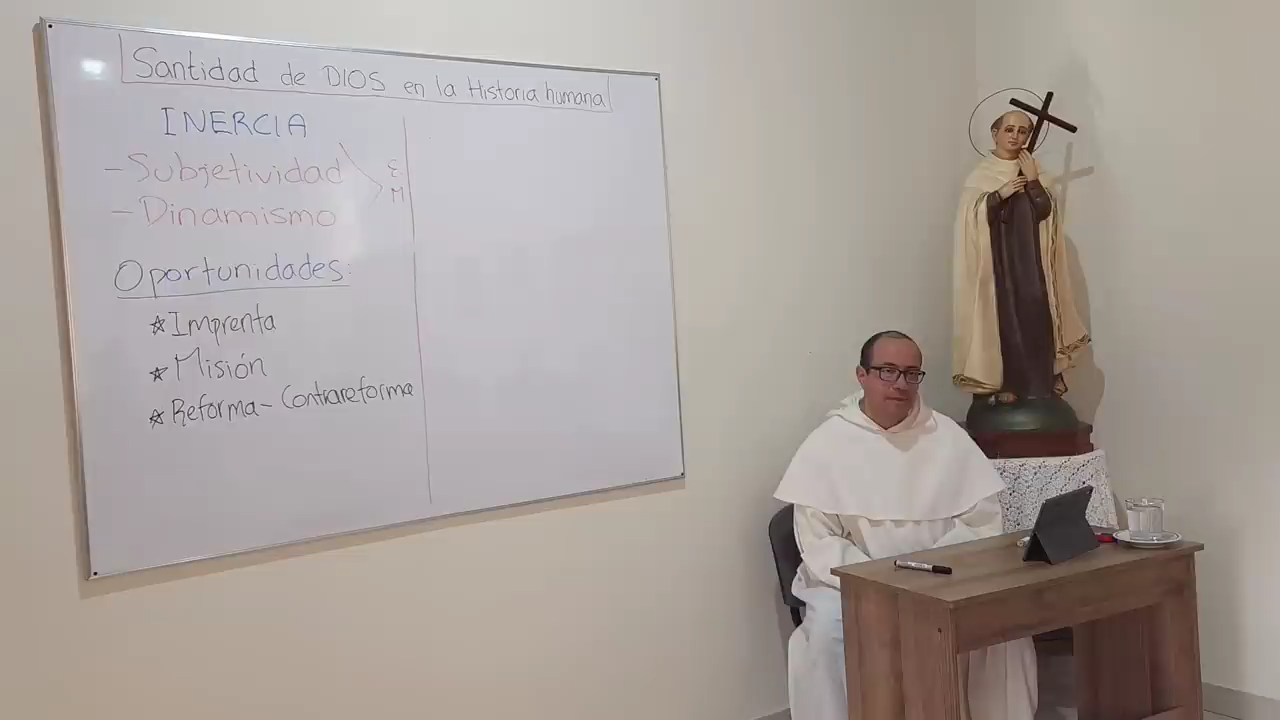 Santidad de DIOS en la Historia humana
INERCIA
- Subjetividad
- Dinamismo
E
M
Oportunidades:
☆ Imprenta
☆ Misión
☆ Reforma - Contrareforma